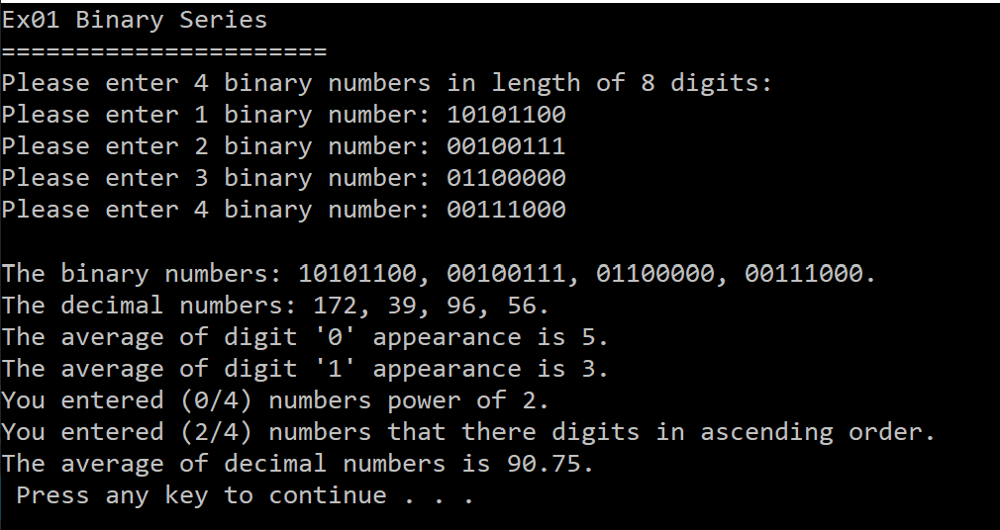 Ex01 Binary Series
======================
Please enter 4 binary numbers in length of 8 digits:
Please enter 1 binary number: 10101100
Please enter 2 binary number: 00100111
Please enter 3 binary number: 01100000
Please enter 4 binary number: 00111000
The binary numbers: 10101100, 00100111, 01100000, 00111000.
The decimal numbers: 172, 39, 96, 56.
The average of digit '0' appearance is 5.
The average of digit '1' appearance is 3.
You entered (0/4) numbers power of 2.
You entered (2/4) numbers that there digits in ascending order.
The average of decimal numbers is 90.75.
Press any key to continue . . .